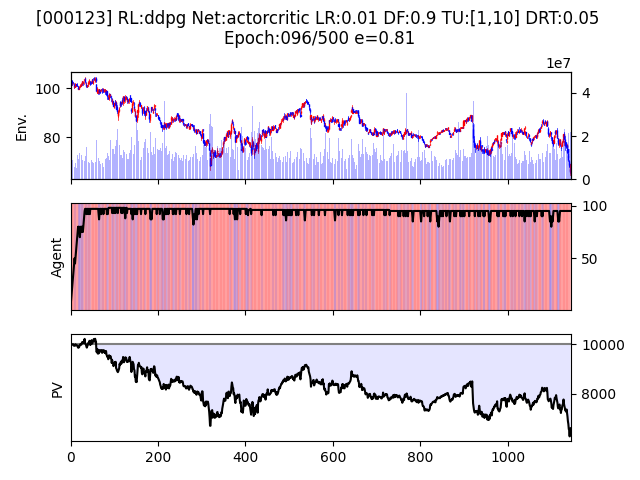 [000123] RL:ddpg Net:actorcritic LR:0.01 DF:0.9 TU:[1,10] DRT:0.05
Epoch:096/500 e=0.81
1e7
100
80
Env.
4
2
0
Agent
100
50
PV
10000
8000
0 200 400 600 800 1000